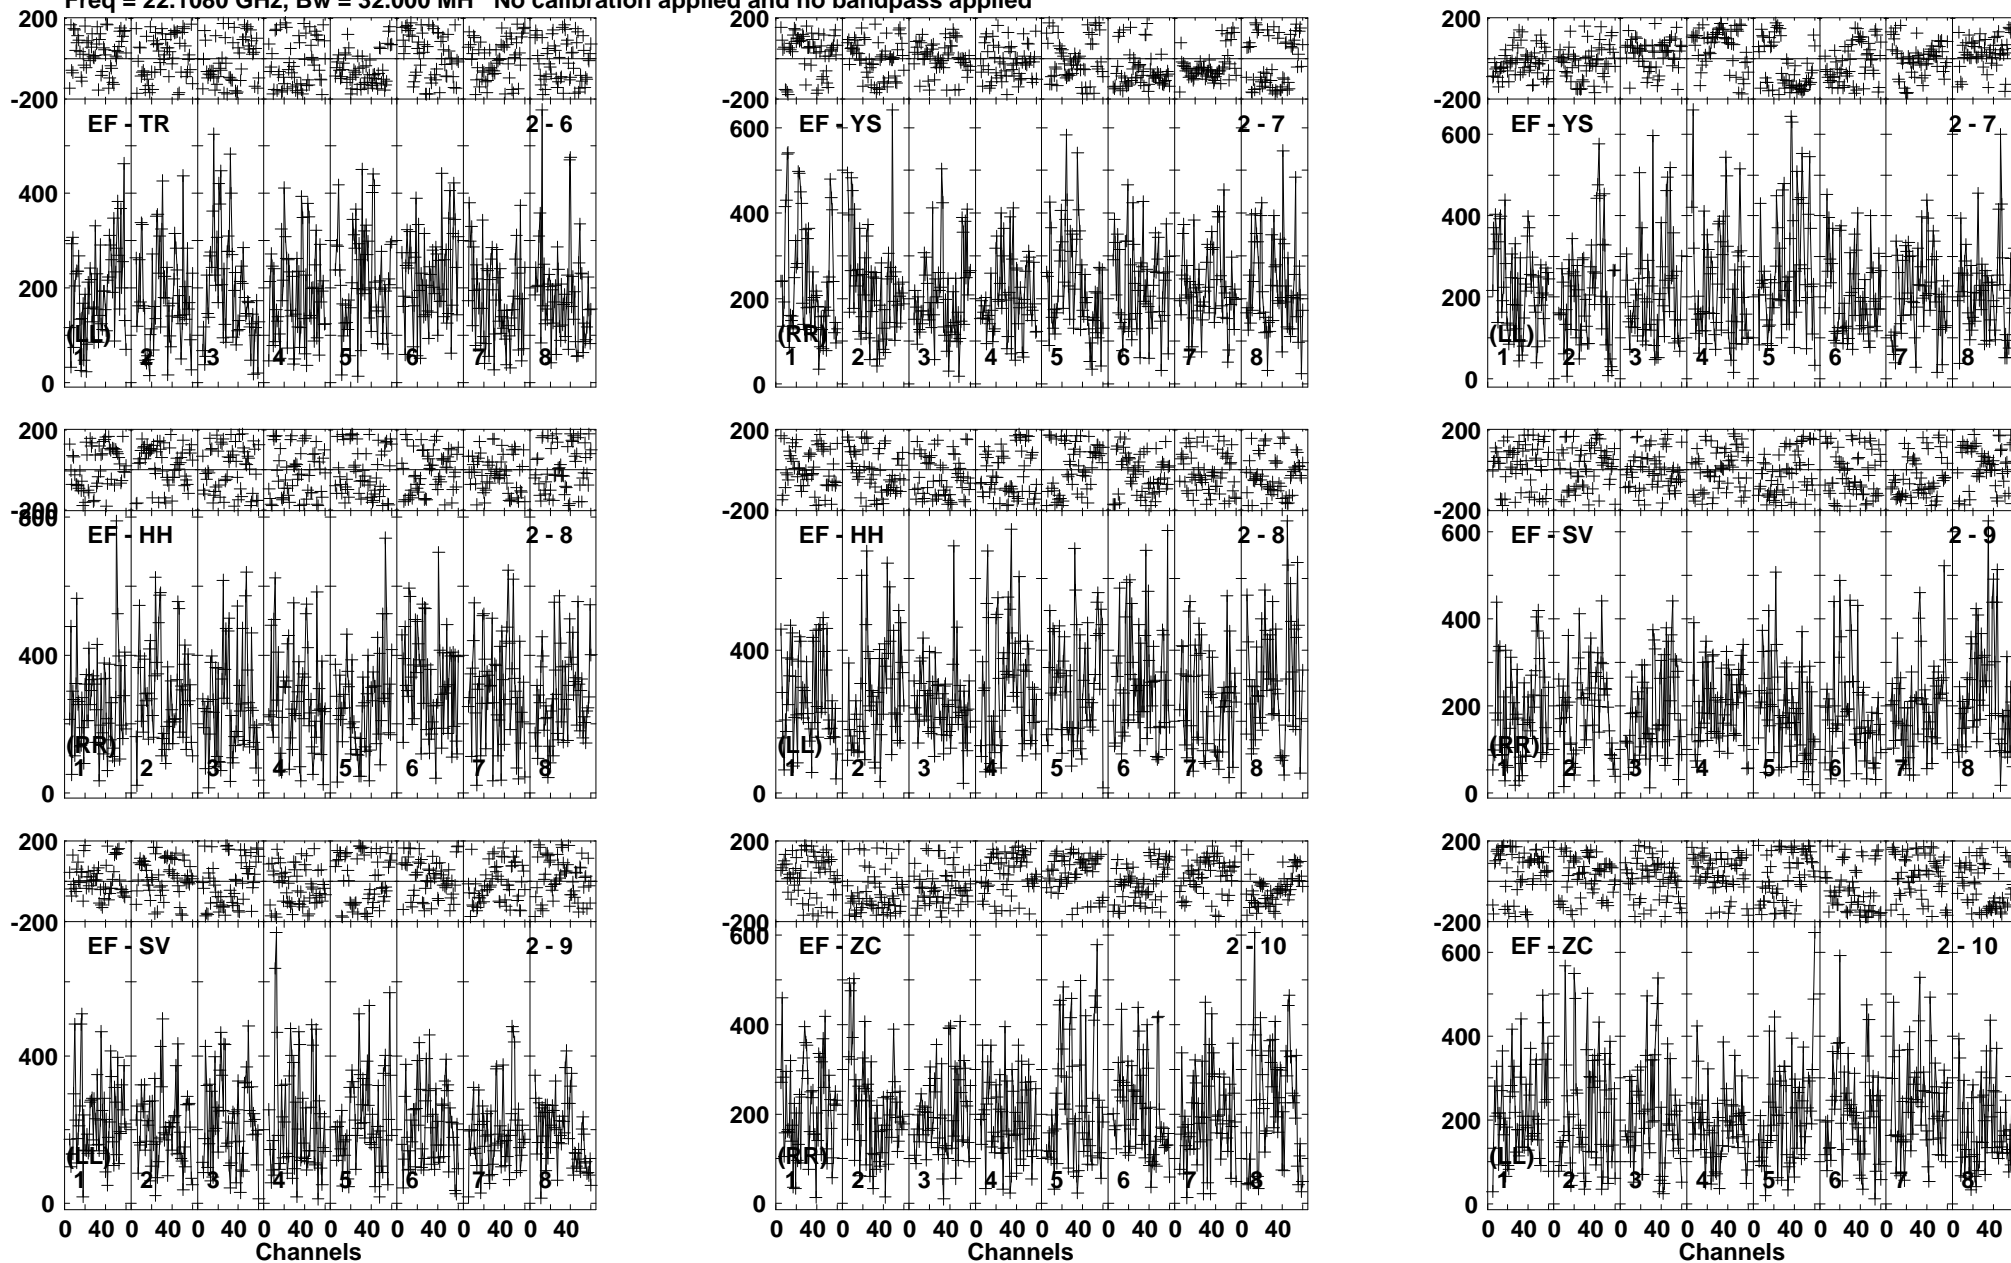 Freq = 22.1080 GHz, Bw = 32.000 MH No calibration applied and no bandpass applied
200 200 200
-200 -200 -200
EF - TR 2 - 6 EF - YS 2 - 7 EF - YS 2 - 7
600 600
400 400 400
200 200 200
(LL) (RR) (LL)
1 2 3 4 5 6 7 8 1 2 3 4 5 6 7 8 1 2 3 4 5 6 7 8
0 0 0
200 200 200
-200 -200 -200
EF - HH 2 - 8 EF - HH 2 - 8 EF - SV 2 - 9
600
400 400 400
200
(RR) (LL) (RR)
1 2 3 4 5 6 7 8 1 2 3 4 5 6 7 8 1 2 3 4 5 6 7 8
0 0 0
200 200 200
-200 -200 -200
EF - SV 2 - 9 EF - ZC 2 - 10 EF - ZC 2 - 10
600 600
400 400 400
200 200
(LL) (RR) (LL)
1 2 3 4 5 6 7 8 1 2 3 4 5 6 7 8 1 2 3 4 5 6 7 8
0 0 0
0 40 0 40 0 40 0 40 0 40 0 40 0 40 0 40 0 40 0 40 0 40 0 40 0 40 0 40 0 40 0 40 0 40 0 40 0 40 0 40 0 40 0 40 0 40 0 40
Channels Channels Channels